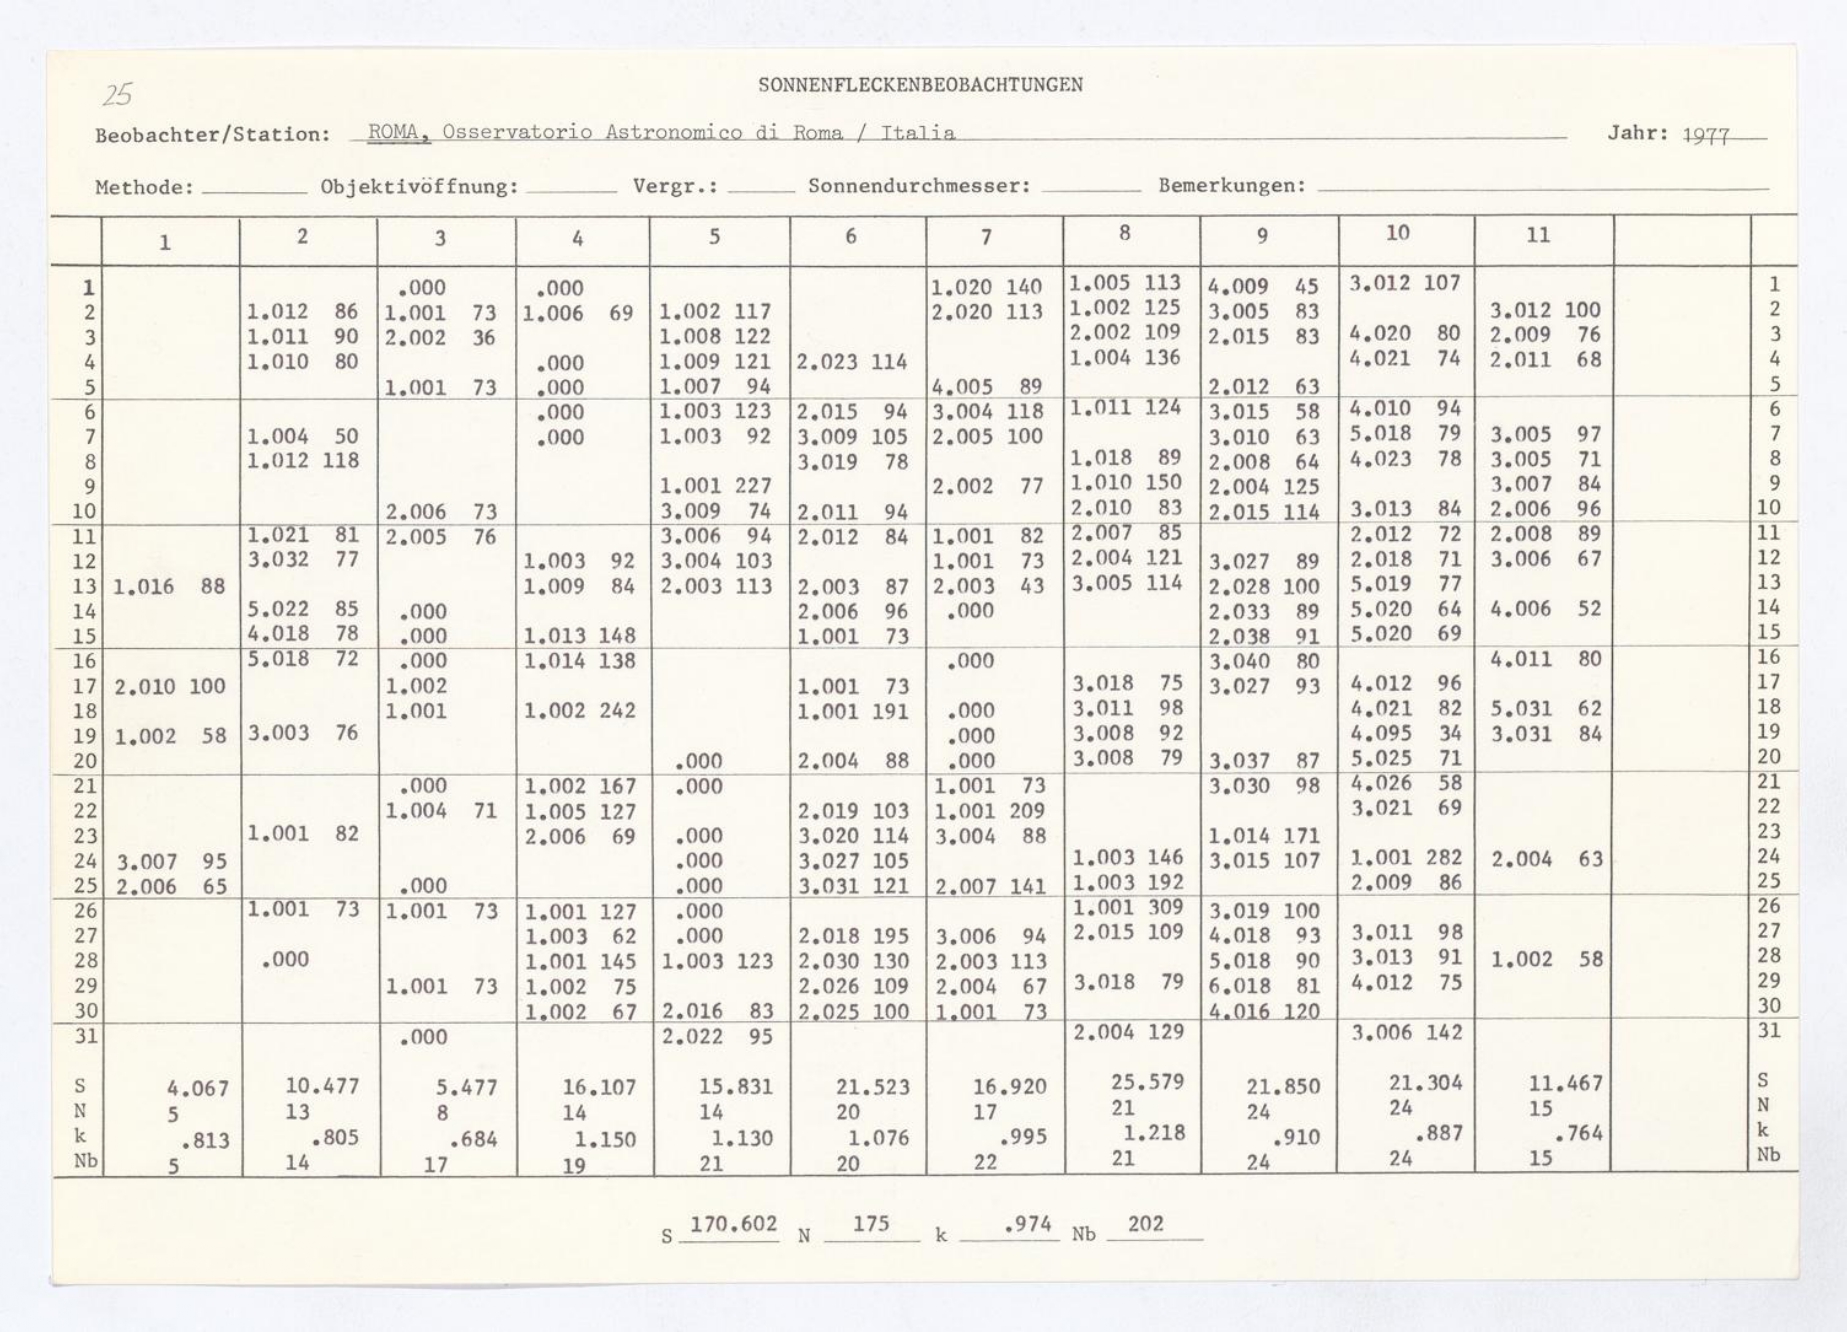 25
SONNENFLECKENBEOBACHTUNGEN
Beobachter/Station: ROMA, Osservatorio Astronomico di Roma / Italia Jahr: 1977
Methode: Objektivöffnung: Vergr.: Sonnendurchmesser: Bemerkungen:
1 2 3 4 5 6 7 8 9 10 11
1 .000 .000 1.020 140 1.005 113 4.009 45 3.012 107 1
2 1.012 86 1.001 73 1.006 69 1.002 117 2.020 113 1.002 125 3.005 83 3.012 100 2
3 1.011 90 2.002 36 1.008 122 2.002 109 2.015 83 4.020 80 2.009 76 3
4 1.010 80 .000 1.009 121 2.023 114 1.004 136 4.021 74 2.011 68 4
5 1.001 73 .000 1.007 94 4.005 89 2.012 63 5
6 .000 1.003 123 2.015 94 3.004 118 1.011 124 3.015 58 4.010 94 6
7 1.004 50 .000 1.003 92 3.009 105 2.005 100 3.010 63 5.018 79 3.005 97 7
8 1.012 118 3.019 78 1.018 89 2.008 64 4.023 78 3.005 71 8
9 1.001 227 2.002 77 1.010 150 2.004 125 3.007 84 9
10 2.006 73 3.009 74 2.011 94 2.010 83 2.015 114 3.013 84 2.006 96 10
11 1.021 81 2.005 76 3.006 94 2.012 84 1.001 82 2.007 85 2.012 72 2.008 89 11
12 3.032 77 1.003 92 3.004 103 1.001 73 2.004 121 3.027 89 2.018 71 3.006 67 12
13 1.016 88 1.009 84 2.003 113 2.003 87 2.003 43 3.005 114 2.028 100 5.019 77 13
14 5.022 85 .000 2.006 96 .000 2.033 89 5.020 64 4.006 52 14
15 4.018 78 .000 1.013 148 1.001 73 2.038 91 5.020 69 15
16 5.018 72 .000 1.014 138 .000 3.040 80 4.011 80 16
17 2.010 100 1.002 1.001 73 3.018 75 3.027 93 4.012 96 17
18 1.001 1.002 242 1.001 191 .000 3.011 98 4.021 82 5.031 62 18
19 1.002 58 3.003 76 .000 3.008 92 4.095 34 3.031 84 19
20 .000 2.004 88 .000 3.008 79 3.037 87 5.025 71 20
21 .000 1.002 167 .000 1.001 73 3.030 98 4.026 58 21
22 1.004 71 1.005 127 2.019 103 1.001 209 3.021 69 22
23 1.001 82 2.006 69 .000 3.020 114 3.004 88 1.014 171 23
24 3.007 95 .000 3.027 105 1.003 146 3.015 107 1.001 282 2.004 63 24
25 2.006 65 .000 .000 3.031 121 2.007 141 1.003 192 2.009 86 25
26 1.001 73 1.001 73 1.001 127 .000 1.001 309 3.019 100 26
27 1.003 62 .000 2.018 195 3.006 94 2.015 109 4.018 93 3.011 98 27
28 .000 1.001 145 1.003 123 2.030 130 2.003 113 5.018 90 3.013 91 1.002 58 28
29 1.001 73 1.002 75 2.026 109 2.004 67 3.018 79 6.018 81 4.012 75 29
30 1.002 67 2.016 83 2.025 100 1.001 73 4.016 120 30
31 .000 2.022 95 2.004 129 3.006 142 31
S 4.067 10.477 5.477 16.107 15.831 21.523 16.920 25.579 21.850 21.304 11.467 S
N 5 13 8 14 14 20 17 21 24 24 15 N
k .813 .805 .684 1.150 1.130 1.076 .995 1.218 .910 .887 .764 k
Nb 5 14 17 19 21 20 22 21 24 24 15 Nb
S 170.602 N 175 k .974 Nb 202